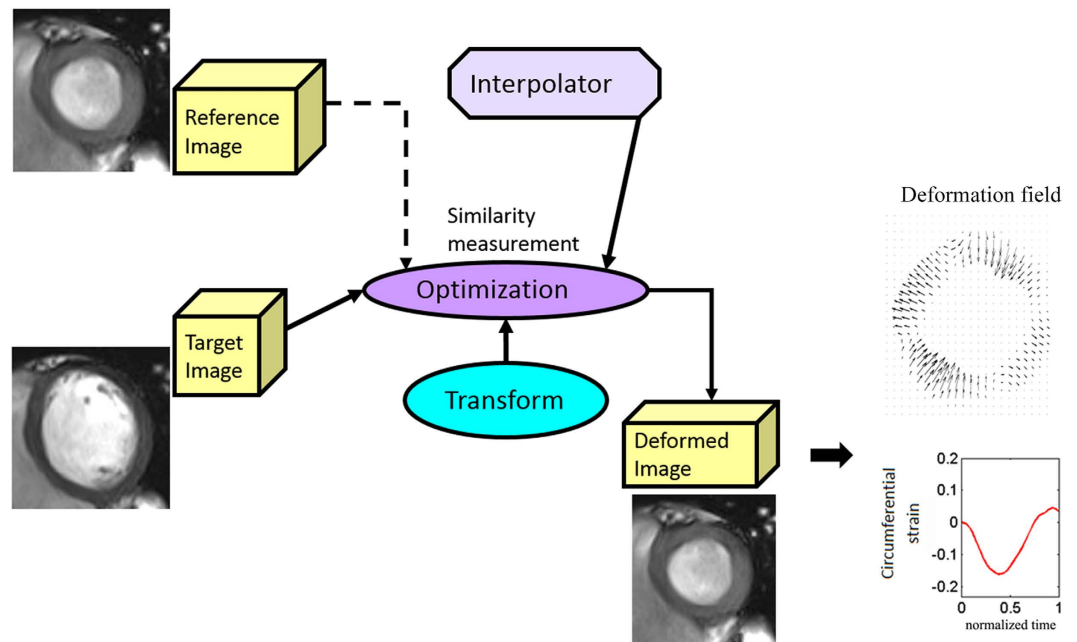 Reference
Image
Interpolator
Similarity
measurement
Optimization
Target
Image
Transform
Deformed
Image
Deformation field
Circumferential
strain
0.2
0.1
0
-0.1
-0.2
0
0.5
1
normalized time